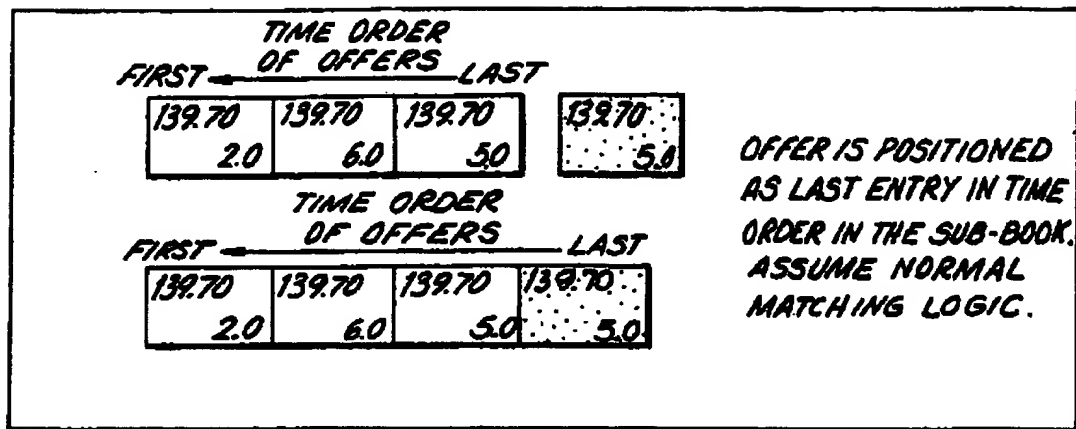 TIME ORDER
OF OFFERS
FIRST LAST
139.70 139.70 139.70 139.70
2.0 6.0 5.0 5.0
TIME ORDER
OF OFFERS
FIRST LAST
139.70 139.70 139.70 139.70
2.0 6.0 5.0 5.0
OFFER IS POSITIONED
AS LAST ENTRY IN TIME
ORDER IN THE SUB-BOOK.
ASSUME NORMAL
MATCHING LOGIC.